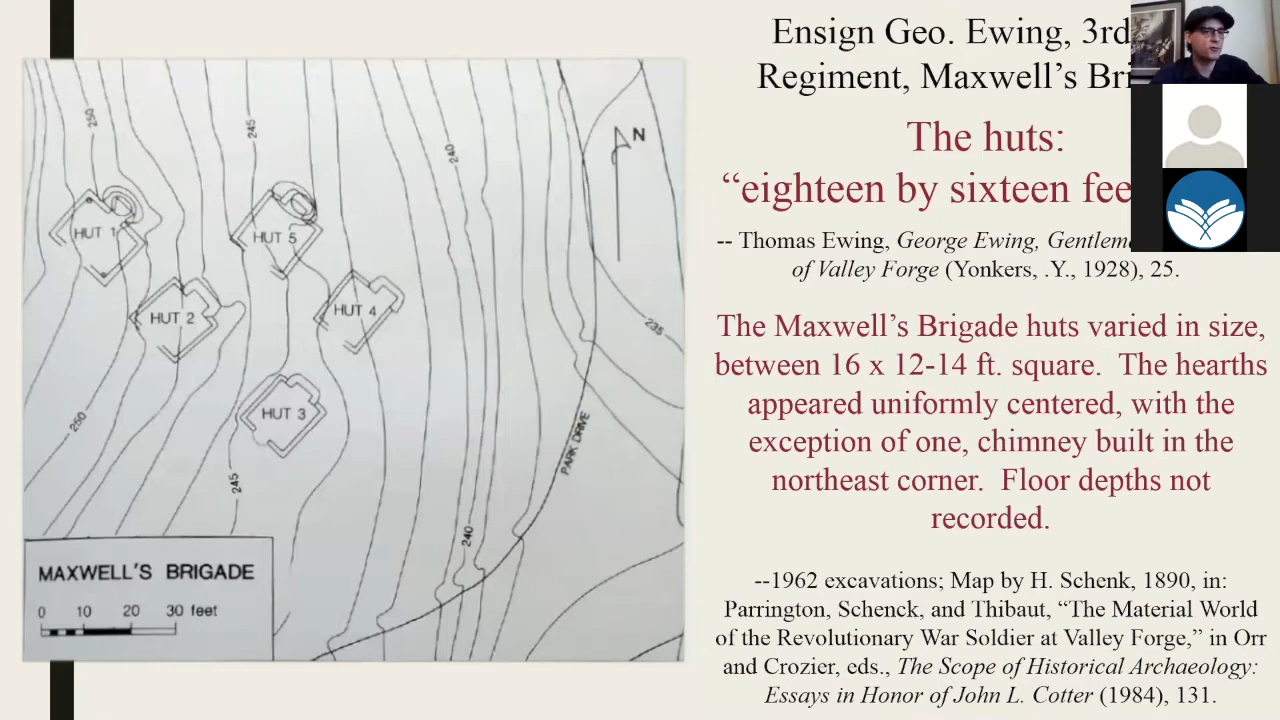 Ensign Geo. Ewing, 3rd
Regiment, Maxwell's
The huts:
“eighteen by sixteen
-- Thomas Ewing, George Ewing,
of Valley Forge (Yonkers, .Y., 1928), 25.
The Maxwell’s Brigade huts varied in size,
between 16 x 12-14 ft. square. The hearths
appeared uniformly centered, with the
exception of one, chimney built in the
northeast corner. Floor depths not
recorded.
--1962 excavations; Map by H. Schenk, 1890, in:
Parrington, Schenck, and Thibaut, “The Material World
of the Revolutionary War Soldier at Valley Forge,” in Orr
and Crozier, eds., The Scope of Historical Archaeology:
Essays in Honor of John L. Cotter (1984), 131.
250
245
240
N
HUT 1
HUT 5
HUT 2
HUT 4
235
HUT 3
250
PARK DRIVE
245
240
MAXWELL'S BRIGADE
0 10 20 30 feet